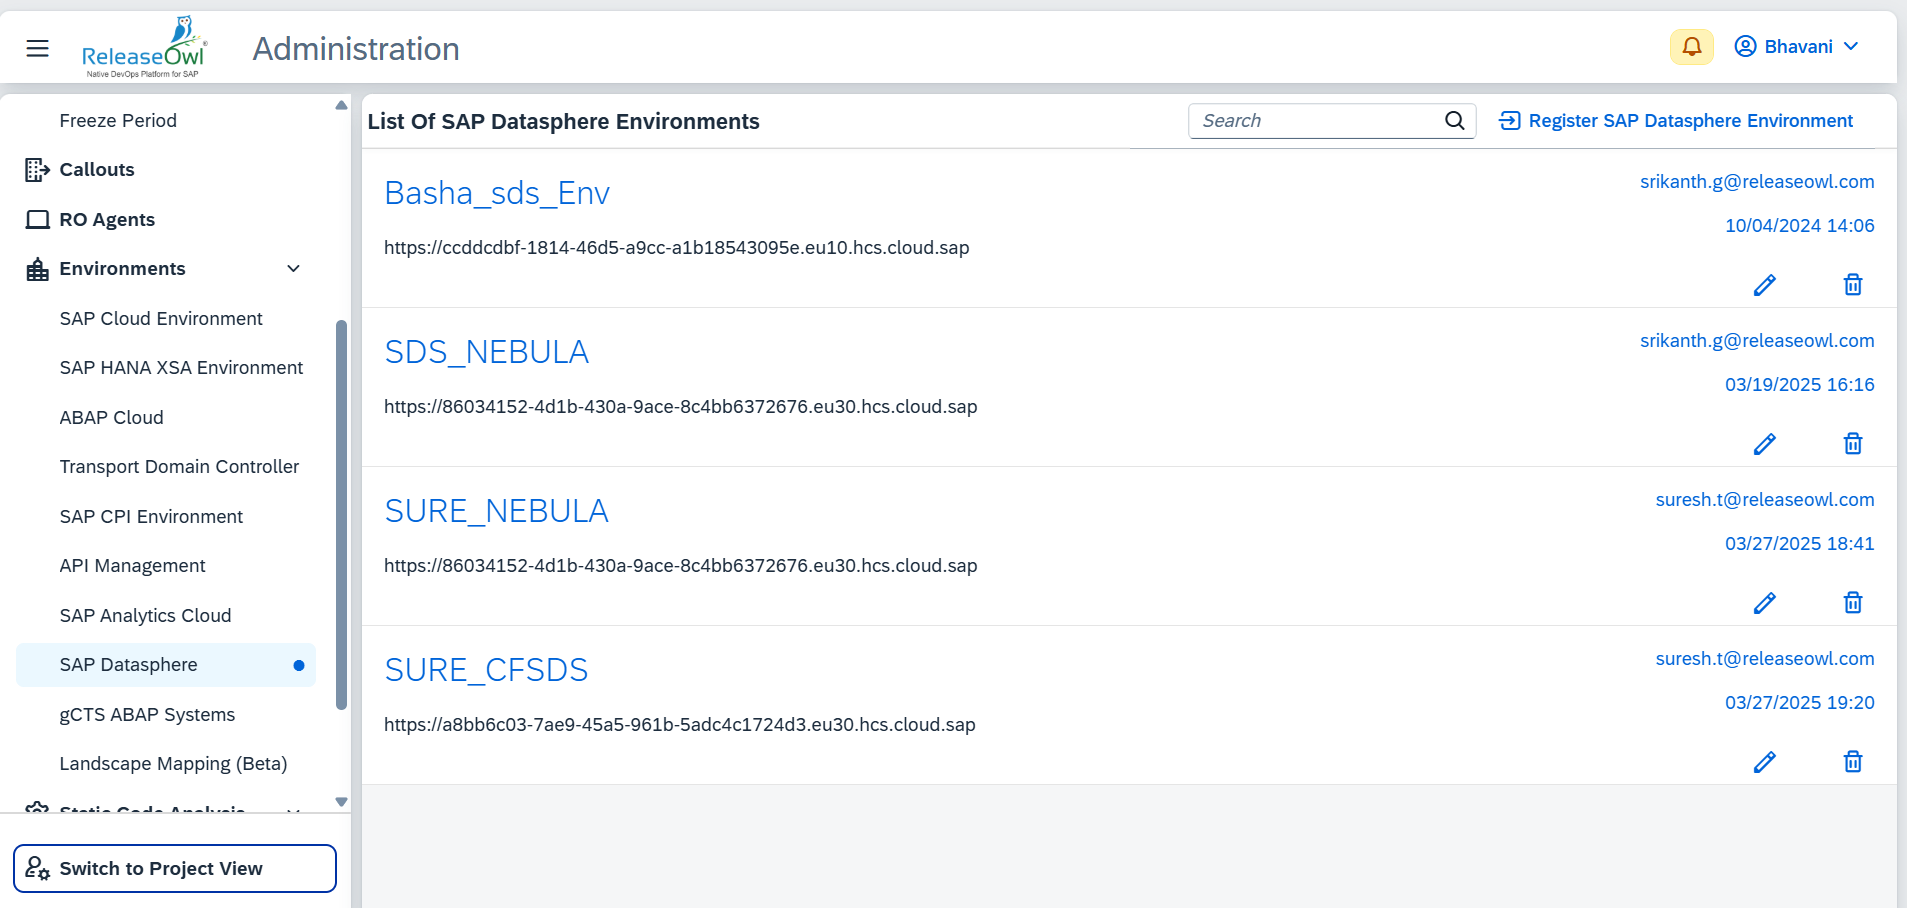 ReleaseOwl®
Native DevOps Platform for SAP
Administration
Bhavani
Freeze Period
Callouts
RO Agents
Environments
SAP Cloud Environment
SAP HANA XSA Environment
ABAP Cloud
Transport Domain Controller
SAP CPI Environment
API Management
SAP Analytics Cloud
SAP Datasphere
gCTS ABAP Systems
Landscape Mapping (Beta)
Static Code Analysis
Switch to Project View
List Of SAP Datasphere Environments
Search
Register SAP Datasphere Environment
Basha_sds_Env
srikanth.g@releaseowl.com
10/04/2024 14:06
https://ccddcdbf-1814-46d5-a9cc-a1b18543095e.eu10.hcs.cloud.sap
SDS_NEBULA
srikanth.g@releaseowl.com
03/19/2025 16:16
https://86034152-4d1b-430a-9ace-8c4bb6372676.eu30.hcs.cloud.sap
SURE_NEBULA
suresh.t@releaseowl.com
03/27/2025 18:41
https://86034152-4d1b-430a-9ace-8c4bb6372676.eu30.hcs.cloud.sap
SURE_CFSDS
suresh.t@releaseowl.com
03/27/2025 19:20
https://a8bb6c03-7ae9-45a5-961b-5adc4c1724d3.eu30.hcs.cloud.sap